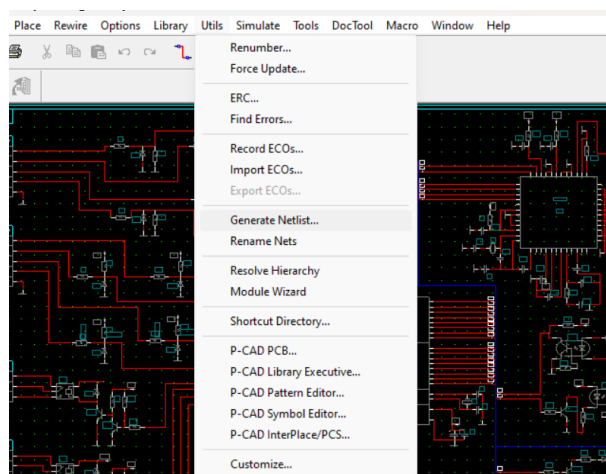 Place Rewire Options Library Utils Simulate Tools DocTool Macro Window Help
Renumber...
Force Update...
ERC...
Find Errors...
Record ECOs...
Import ECOs...
Export ECOs...
Generate Netlist...
Rename Nets
Resolve Hierarchy
Module Wizard
Shortcut Directory...
P-CAD PCB...
P-CAD Library Executive...
P-CAD Pattern Editor...
P-CAD Symbol Editor...
P-CAD InterPlace/PCS...
Customize...